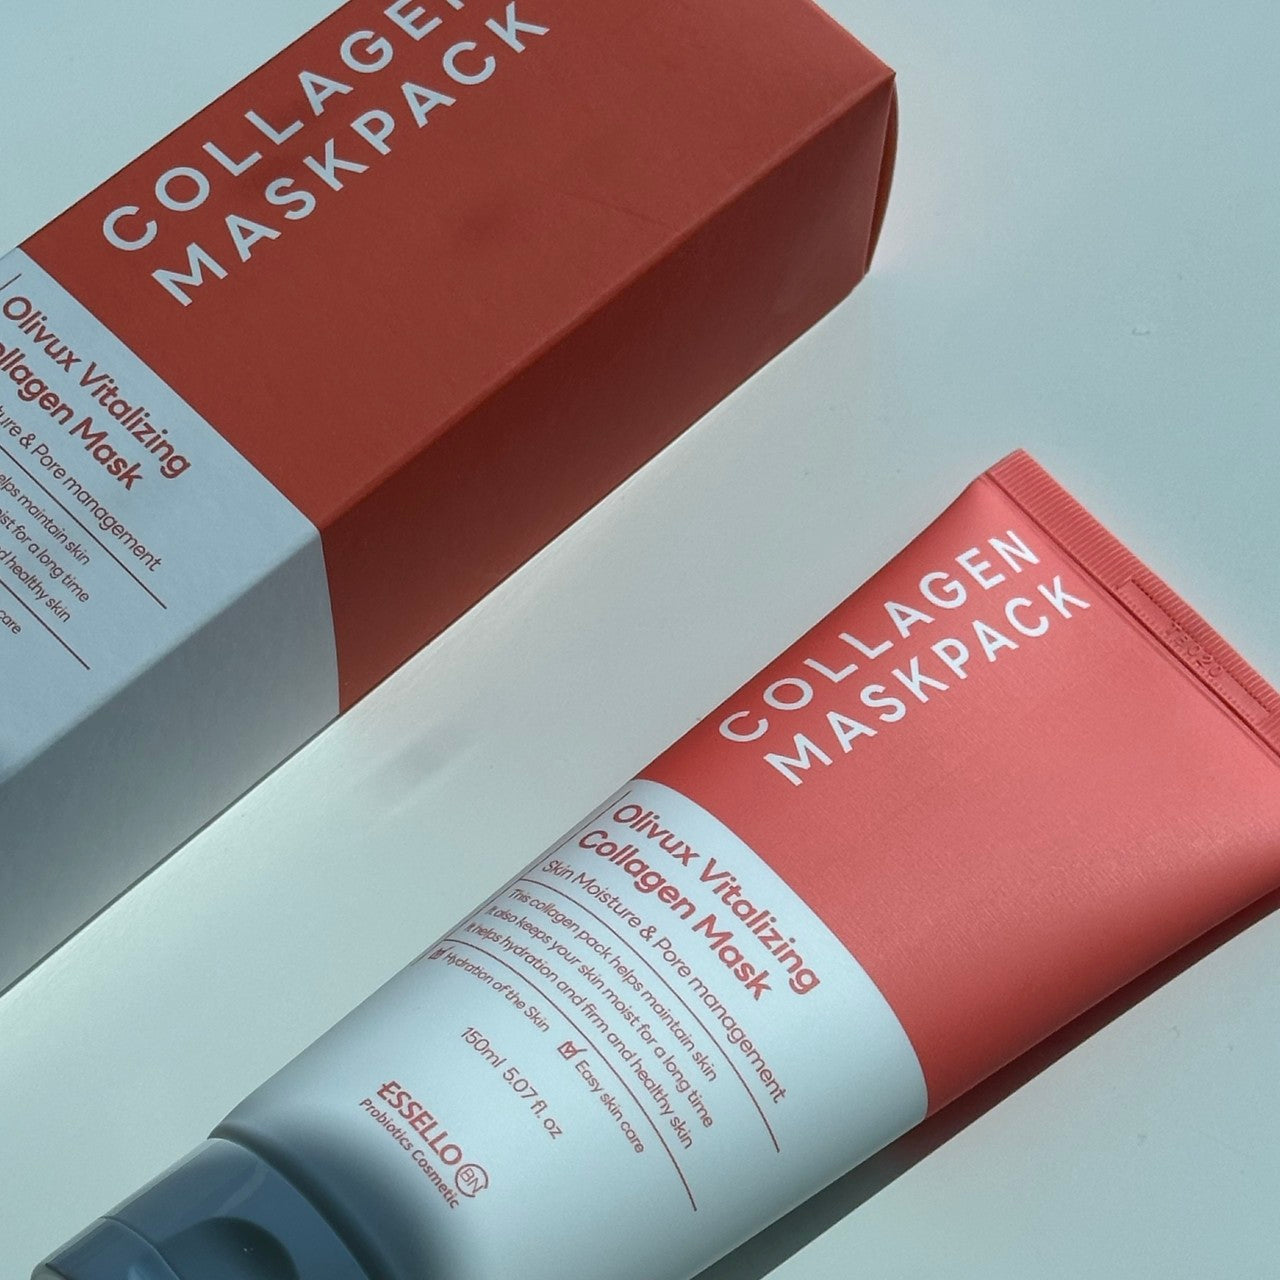 COLLAGEN
MASKPACK
Olivux Vitalizing
Collagen Mask
& Pore management
helps maintain skin
moist for a long time
and healthy skin
care
COLLAGEN
MASKPACK
Olivux Vitalizing
Collagen Mask
Skin Moisture & Pore management
This collagen pack helps maintain skin
It also keeps your skin moist for a long time
It helps hydration and firm and healthy skin
Hydration of the Skin Easy skin care
150ml 5.07 fl. oz
ESSELLO BN
Probiotics Cosmetic